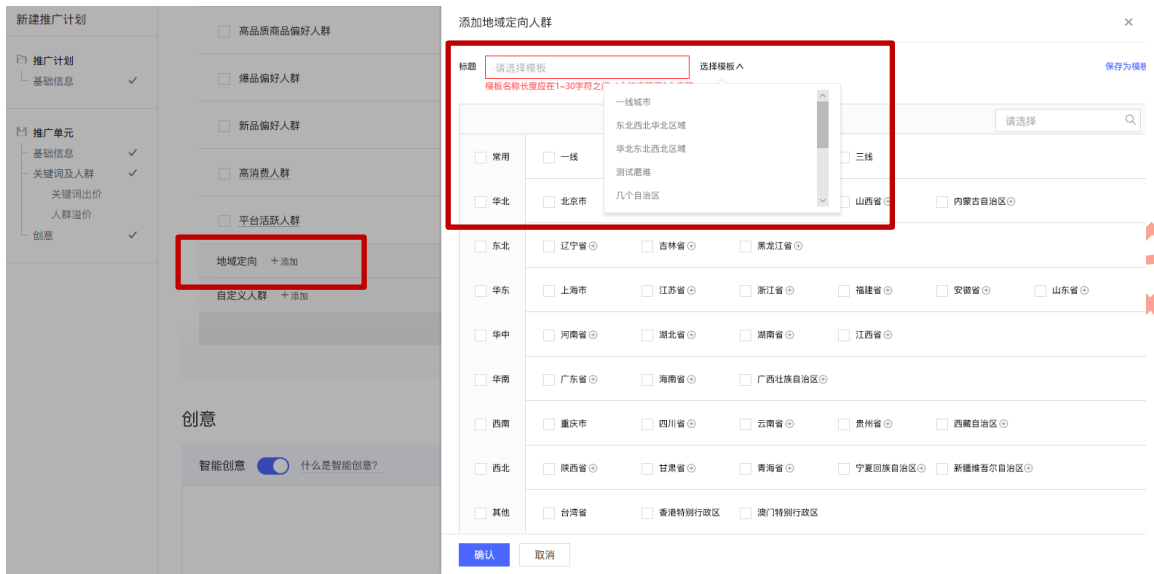 新建推广计划
推广计划
基础信息
推广单元
基础信息
关键词及人群
关键词出价
人群溢价
创意
高品质商品偏好人群
爆品偏好人群
新品偏好人群
高消费人群
平台活跃人群
地域定向 +添加
自定义人群 +添加
创意
智能创意 什么是智能创意?
添加地域定向人群
标题 请选择模板 选择模板
保存为模板
模板名称长度应在1~30字符之
一线城市
东北西北华北区域
华北东北西北区域
测试磨难
几个自治区
请选择
常用 一线 三线
华北 北京市 山西省 内蒙古自治区
东北 辽宁省 吉林省 黑龙江省
华东 上海市 江苏省 浙江省 福建省 安徽省 山东省
华中 河南省 湖北省 湖南省 江西省
华南 广东省 海南省 广西壮族自治区
西南 重庆市 四川省 云南省 贵州省 西藏自治区
西北 陕西省 甘肃省 青海省 宁夏回族自治区 新疆维吾尔自治区
其他 台湾省 香港特别行政区 澳门特别行政区
确认 取消